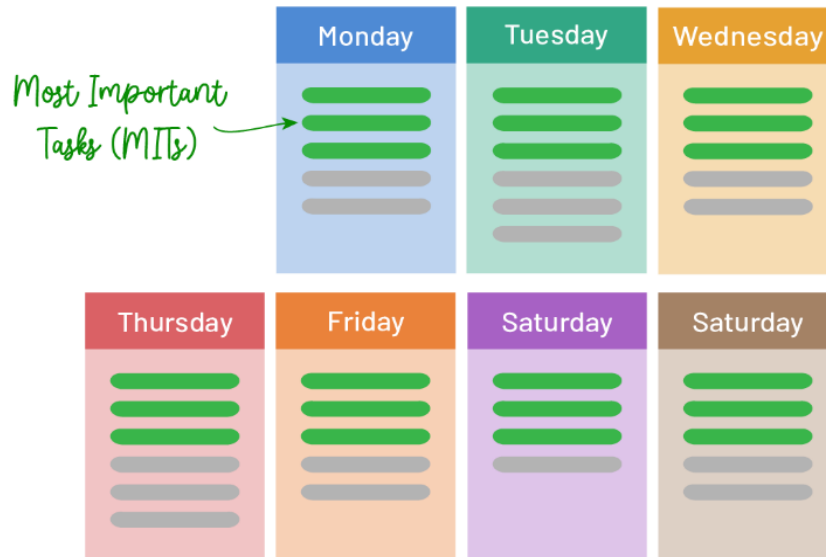 Monday
Tuesday
Wednesday
Most Important
Tasks (MITs)
Thursday
Friday
Saturday
Saturday